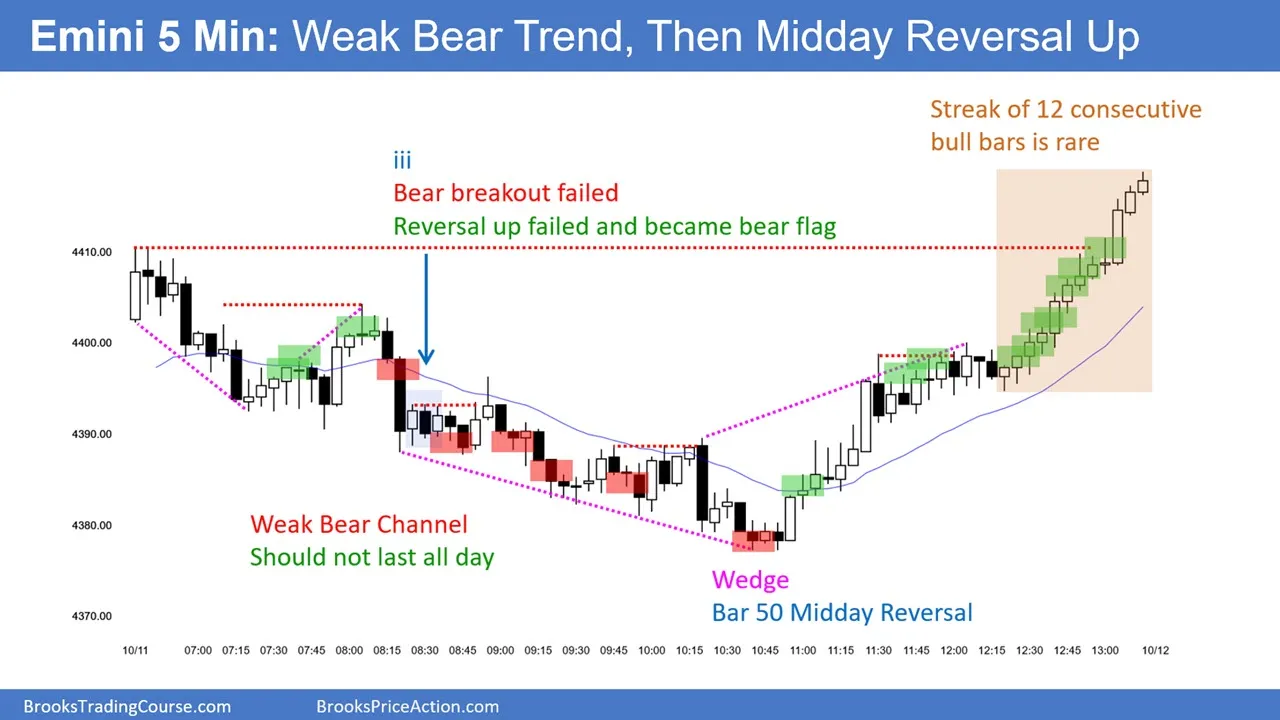 Emini 5 Min: Weak Bear Trend, Then Midday Reversal Up
Streak of 12 consecutive
bull bars is rare
iii
Bear breakout failed
Reversal up failed and became bear flag
4410.00
4400.00
4390.00
4380.00
4370.00
Weak Bear Channel
Should not last all day
Wedge
Bar 50 Midday Reversal
10/11 07:00 07:15 07:30 07:45 08:00 08:15 08:30 08:45 09:00 09:15 09:30 09:45 10:00 10:15 10:30 10:45 11:00 11:15 11:30 11:45 12:00 12:15 12:30 12:45 13:00 10/12
BrooksTradingCourse.com BrooksPriceAction.com